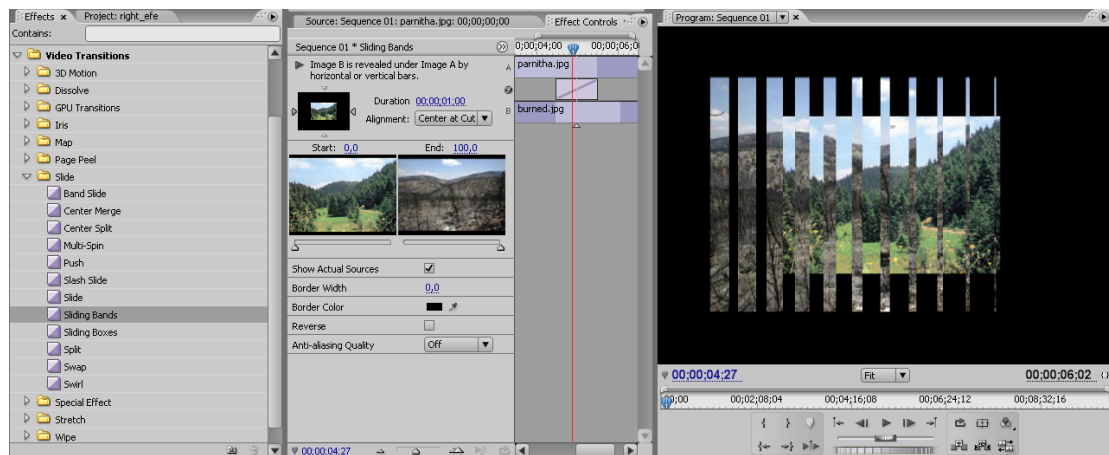 Effects × Project: right_efe
Contains:
Video Transitions
3D Motion
Dissolve
GPU Transitions
Iris
Map
Page Peel
Slide
Band Slide
Center Merge
Center Split
Multi-Spin
Push
Slash Slide
Slide
Sliding Bands
Sliding Boxes
Split
Swap
Swirl
Special Effect
Stretch
Wipe
Source: Sequence 01: parnitha.jpg: 00;00;00;00
Effect Controls
Sequence 01 * Sliding Bands
Image B is revealed under Image A by
horizontal or vertical bars.
Duration 00;00;01;00
Alignment: Center at Cut
Start: 0,0 End: 100,0
Show Actual Sources
Border Width 0,0
Border Color
Reverse
Anti-aliasing Quality Off
00;00;04;27
0;00;04;00 00;00;06;0
A parnitha.jpg
B burned.jpg
Program: Sequence 01 ×
00;00;04;27 Fit 00;00;06;02
00;00 00;02;08;04 00;04;16;08 00;06;24;12 00;08;32;16